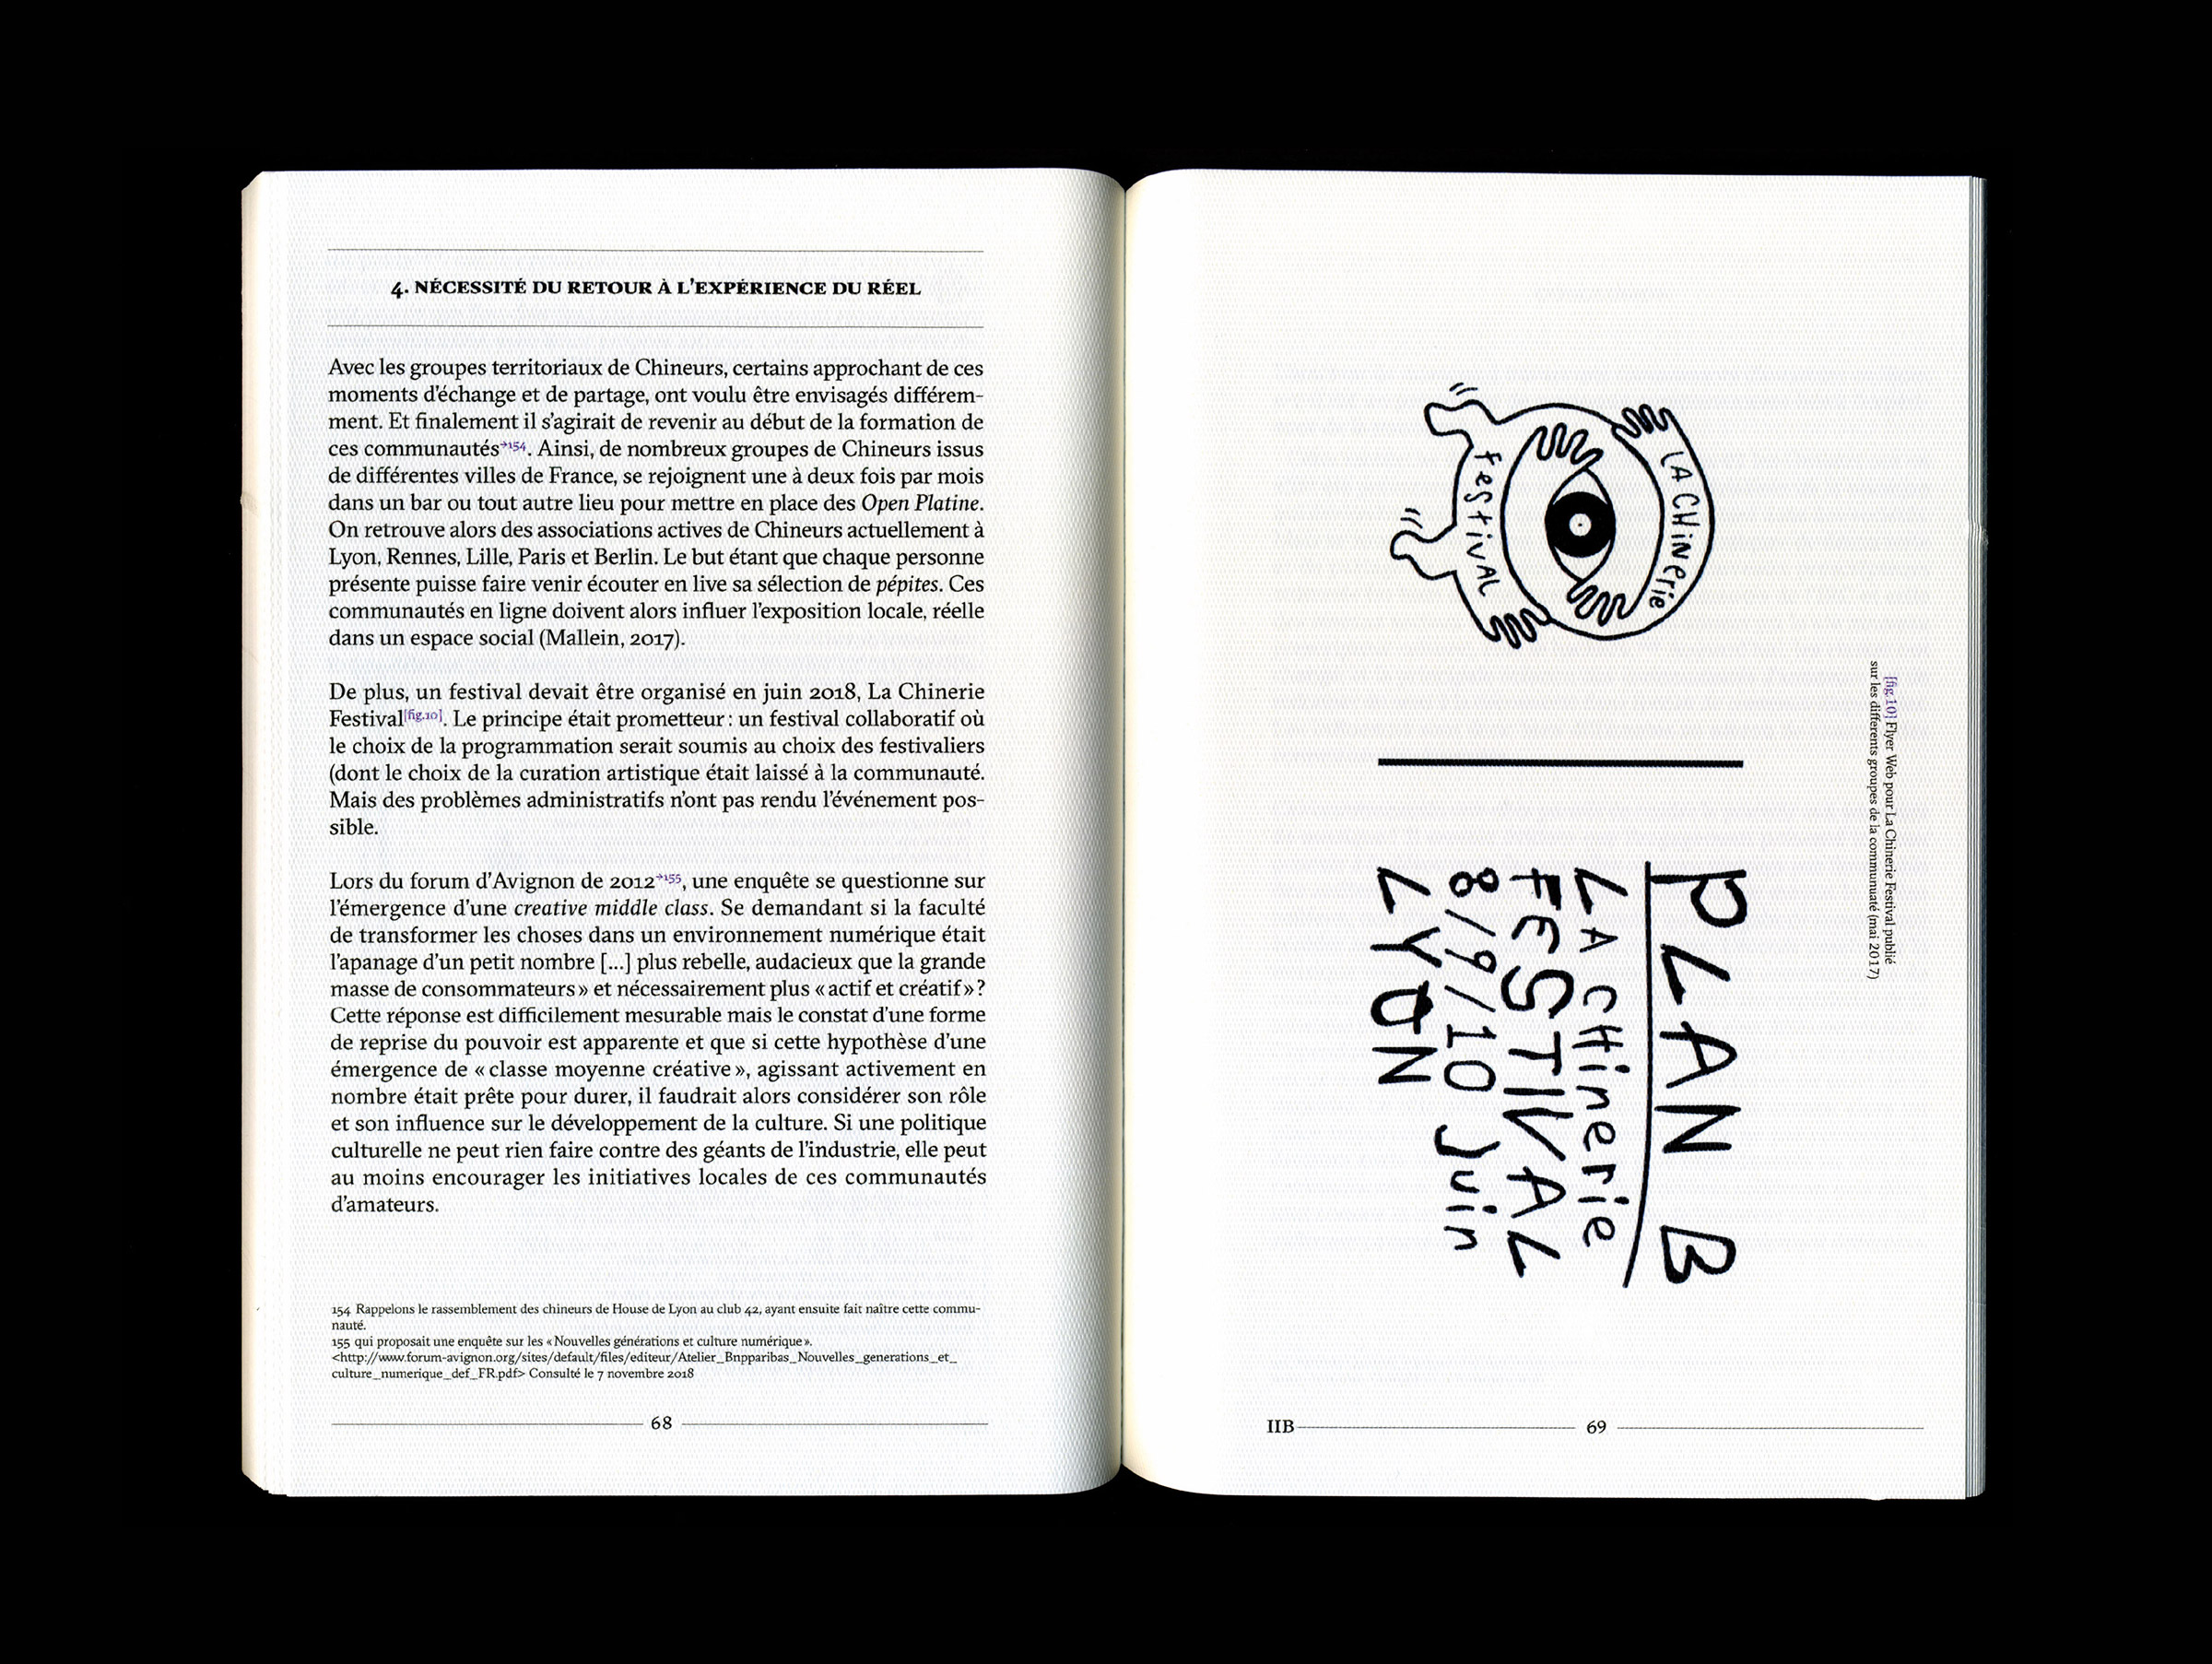 4. NÉCESSITÉ DU RETOUR À L'EXPÉRIENCE DU RÉEL
Avec les groupes territoriaux de Chineurs, certains approchant de ces
moments d'échange et de partage, ont voulu être envisagés différem-
ment. Et finalement il s'agirait de revenir au début de la formation de
ces communautés→154. Ainsi, de nombreux groupes de Chineurs issus
de différentes villes de France, se rejoignent une à deux fois par mois
dans un bar ou tout autre lieu pour mettre en place des Open Platine.
On retrouve alors des associations actives de Chineurs actuellement à
Lyon, Rennes, Lille, Paris et Berlin. Le but étant que chaque personne
présente puisse faire venir écouter en live sa sélection de pépites. Ces
communautés en ligne doivent alors influer l'exposition locale, réelle
dans un espace social (Mallein, 2017).
De plus, un festival devait être organisé en juin 2018, La Chinerie
Festival[fig.10]. Le principe était prometteur : un festival collaboratif où
le choix de la programmation serait soumis au choix des festivaliers
(dont le choix de la curation artistique était laissé à la communauté.
Mais des problèmes administratifs n'ont pas rendu l'événement pos-
sible.
Lors du forum d'Avignon de 2012→155, une enquête se questionne sur
l'émergence d'une creative middle class. Se demandant si la faculté
de transformer les choses dans un environnement numérique était
l'apanage d'un petit nombre [...] plus rebelle, audacieux que la grande
masse de consommateurs » et nécessairement plus « actif et créatif » ?
Cette réponse est difficilement mesurable mais le constat d'une forme
de reprise du pouvoir est apparente et que si cette hypothèse d'une
émergence de « classe moyenne créative », agissant activement en
nombre était prête pour durer, il faudrait alors considérer son rôle
et son influence sur le développement de la culture. Si une politique
culturelle ne peut rien faire contre des géants de l'industrie, elle peut
au moins encourager les initiatives locales de ces communautés
d'amateurs.
154 Rappelons le rassemblement des chineurs de House de Lyon au club 42, ayant ensuite fait naître cette commu-
nauté.
155 qui proposait une enquête sur les « Nouvelles générations et culture numérique ».
<http://www.forum-avignon.org/sites/default/files/editeur/Atelier_Bnpparibas_Nouvelles_generations_et_
culture_numerique_def_FR.pdf> Consulté le 7 novembre 2018
68
LA CHINerie
FeSTiVAL
PLAN B
LA CHinerie
FESTIVAL
8/9/10 Juin
LYON
[fig.10] Flyer Web pour La Chinerie Festival publié
sur les differents groupes de la communuaté (mai 2017)
IIB
69